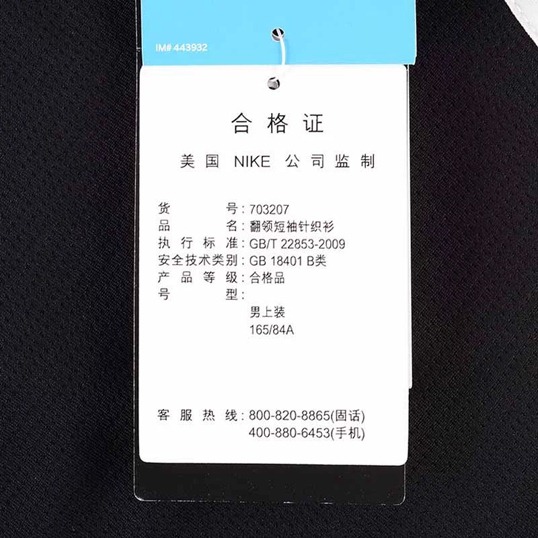 IM# 443932
合格证
美国 NIKE 公司监制
货号: 703207
品名: 翻领短袖针织衫
执行标准: GB/T 22853-2009
安全技术类别: GB 18401 B类
产品等级: 合格品
号型:
男上装
165/84A
客服热线: 800-820-8865(固话)
400-880-6453(手机)